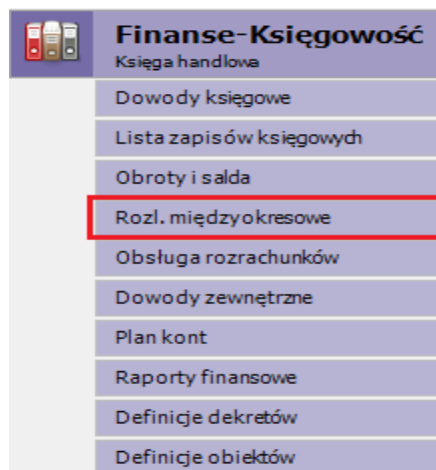 Finanse-Księgowość
Księga handlowa
Dowody księgowe
Lista zapisów księgowych
Obroty i salda
Rozl. międzyokresowe
Obsługa rozrachunków
Dowody zewnętrzne
Plan kont
Raporty finansowe
Definicje dekretów
Definicje obiektów